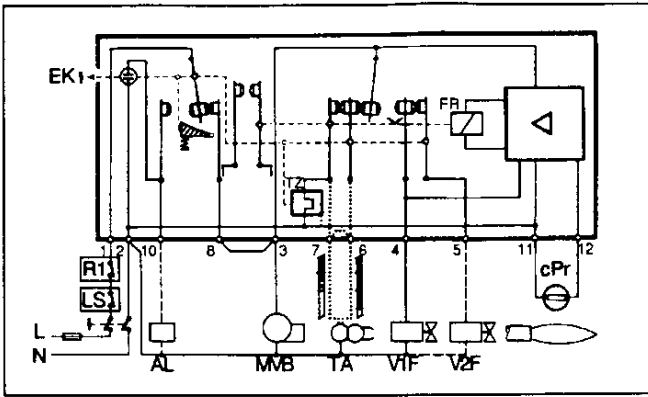 EK1
FR
TZ
1 2 10 8 3 7 6 4 5 11 12
R1
cPr
LS
L
N
AL MVB TA V1F V2F